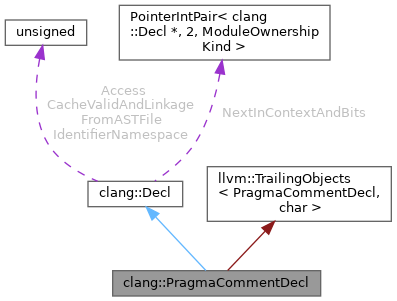 unsigned
PointerIntPair< clang
::Decl *, 2, ModuleOwnership
Kind >
Access
CacheValidAndLinkage
FromASTFile
IdentifierNamespace
NextInContextAndBits
clang::Decl
llvm::TrailingObjects
< PragmaCommentDecl,
char >
clang::PragmaCommentDecl